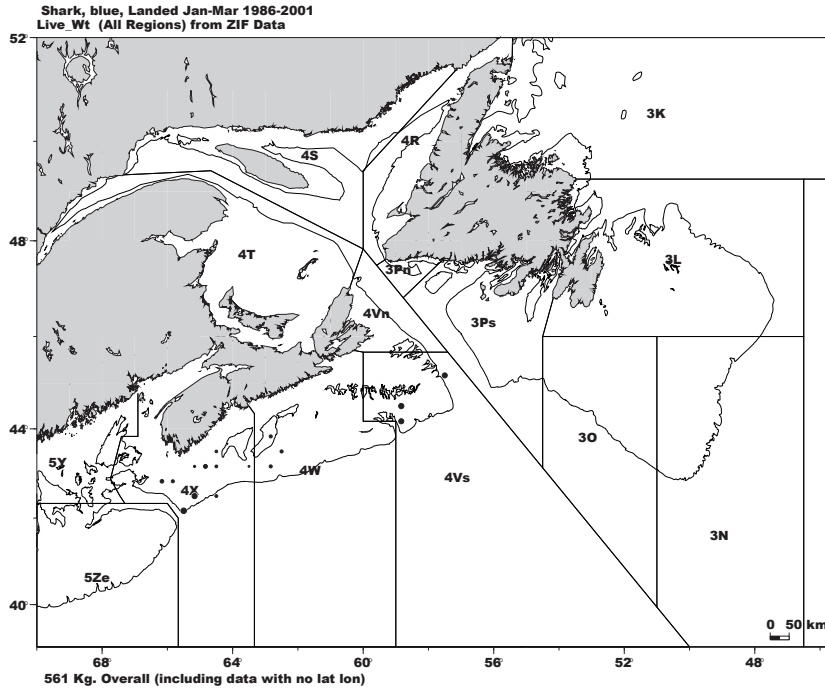 Shark, blue, Landed Jan-Mar 1986-2001
Live_Wt (All Regions) from ZIF Data
52
3K
4R
4S
48
4T
3L
3Pn
4Vn
3Ps
44
3O
5Y
4W
4Vs
4X
3N
5Ze
40
0 50 km
68 64 60 56 52 48
561 Kg. Overall (including data with no lat lon)